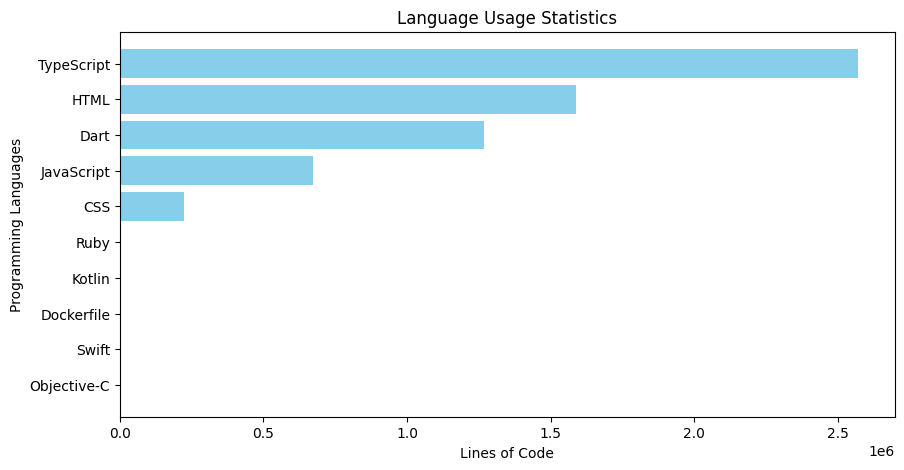 Language Usage Statistics
Programming Languages
TypeScript
HTML
Dart
JavaScript
CSS
Ruby
Kotlin
Dockerfile
Swift
Objective-C
0.0 0.5 1.0 1.5 2.0 2.5
1e6
Lines of Code